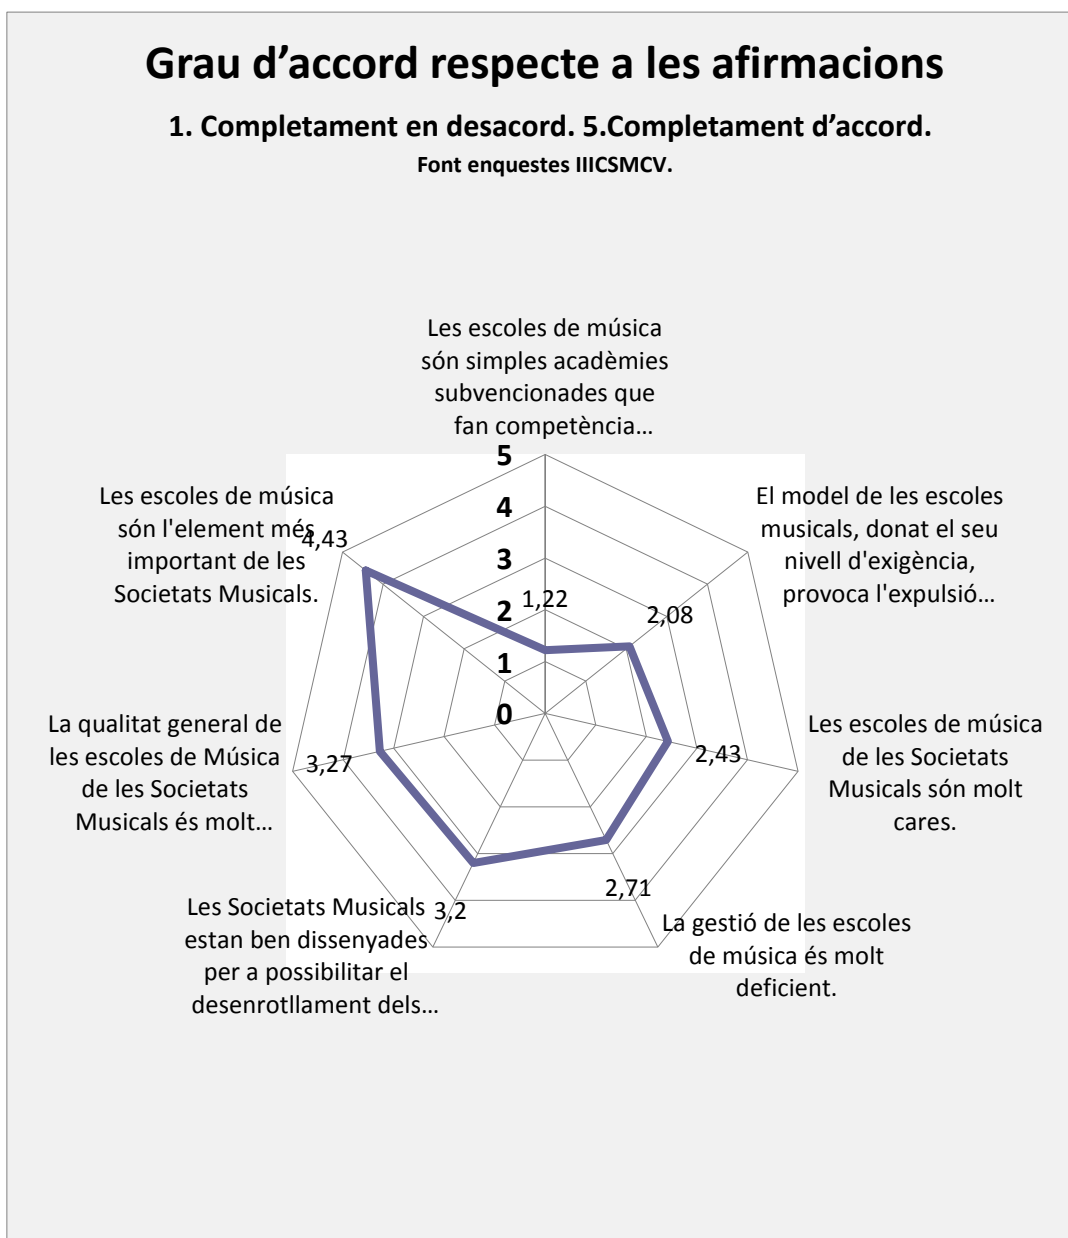 Grau d’accord respecte a les afirmacions
1. Completament en desacord. 5.Completament d’accord.
Font enquestes IIICSMCV.
Les escoles de música
són simples acadèmies
subvencionades que
fan competència…
5
4
3
2
1
0
1,22
El model de les escoles
musicals, donat el seu
nivell d'exigència,
provoca l'expulsió…
2,08
Les escoles de música
de les Societats
Musicals són molt
cares.
2,43
La gestió de les escoles
de música és molt
deficient.
2,71
Les Societats Musicals
estan ben dissenyades
per a possibilitar el
desenrotllament dels…
3,2
La qualitat general de
les escoles de Música
de les Societats
Musicals és molt…
3,27
Les escoles de música
són l'element més
important de les
Societats Musicals.
4,43